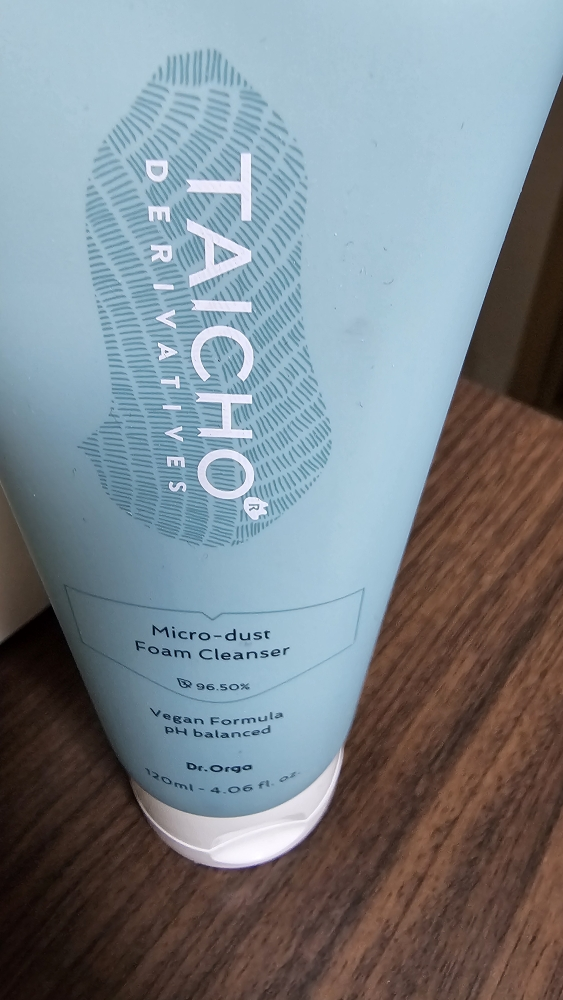 TAICHO
DERIVATIVES
Micro-dust
Foam Cleanser
96.50%
Vegan Formula
pH balanced
Dr.Orga
120ml - 4.06 fl. oz.